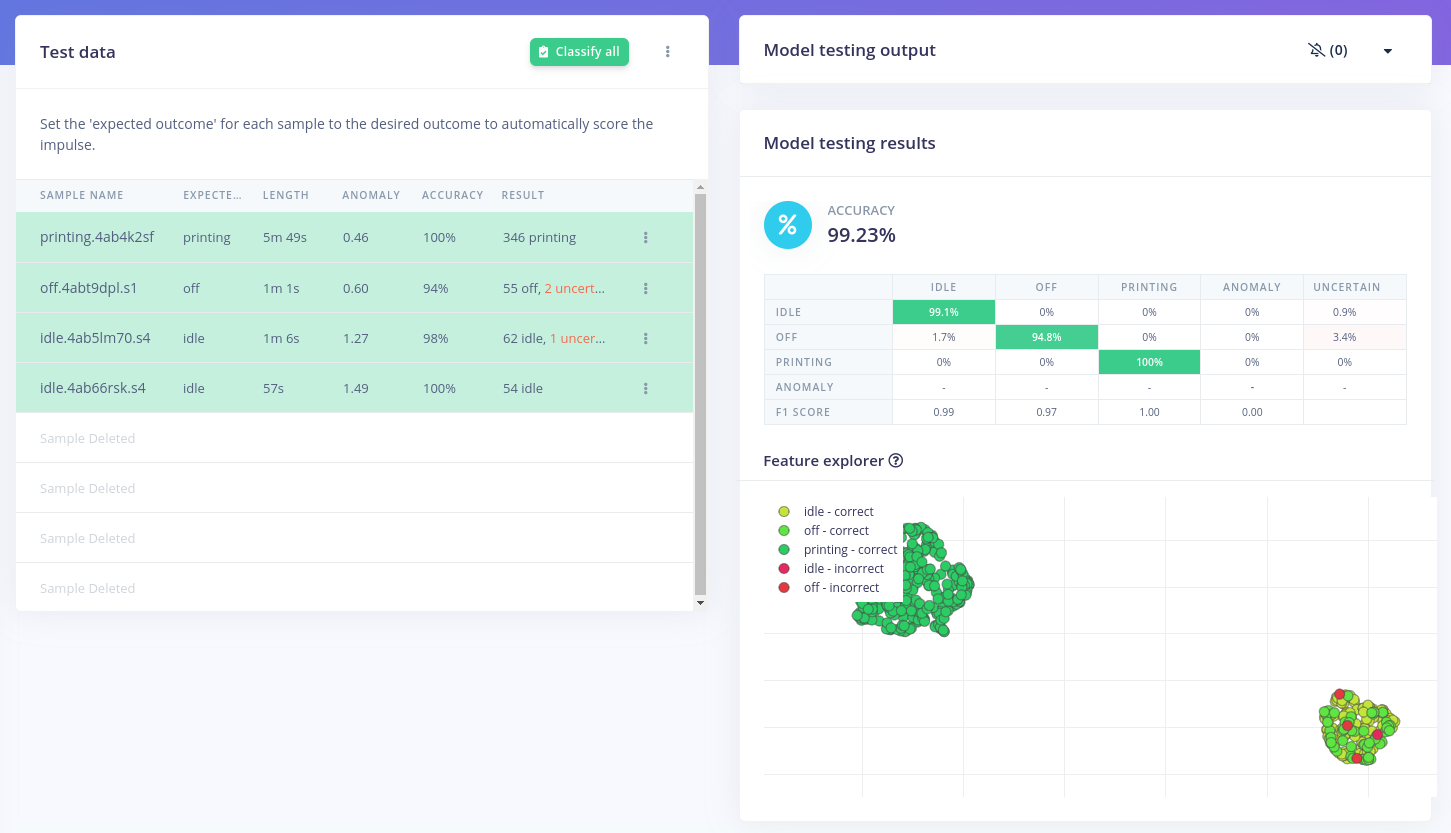 Test data
Classify all
Set the 'expected outcome' for each sample to the desired outcome to automatically score the
impulse.
SAMPLE NAME EXPECTE... LENGTH ANOMALY ACCURACY RESULT
printing.4ab4k2sf printing 5m 49s 0.46 100% 346 printing
off.4abt9dpl.s1 off 1m 1s 0.60 94% 55 off, 2 uncert...
idle.4ab5lm70.s4 idle 1m 6s 1.27 98% 62 idle, 1 uncer...
idle.4ab66rsk.s4 idle 57s 1.49 100% 54 idle
Sample Deleted
Sample Deleted
Sample Deleted
Sample Deleted
Model testing output
(0)
Model testing results
%
ACCURACY
99.23%
IDLE OFF PRINTING ANOMALY UNCERTAIN
IDLE 99.1% 0% 0% 0% 0.9%
OFF 1.7% 94.8% 0% 0% 3.4%
PRINTING 0% 0% 100% 0% 0%
ANOMALY - - - - -
F1 SCORE 0.99 0.97 1.00 0.00
Feature explorer ?
idle - correct
off - correct
printing - correct
idle - incorrect
off - incorrect